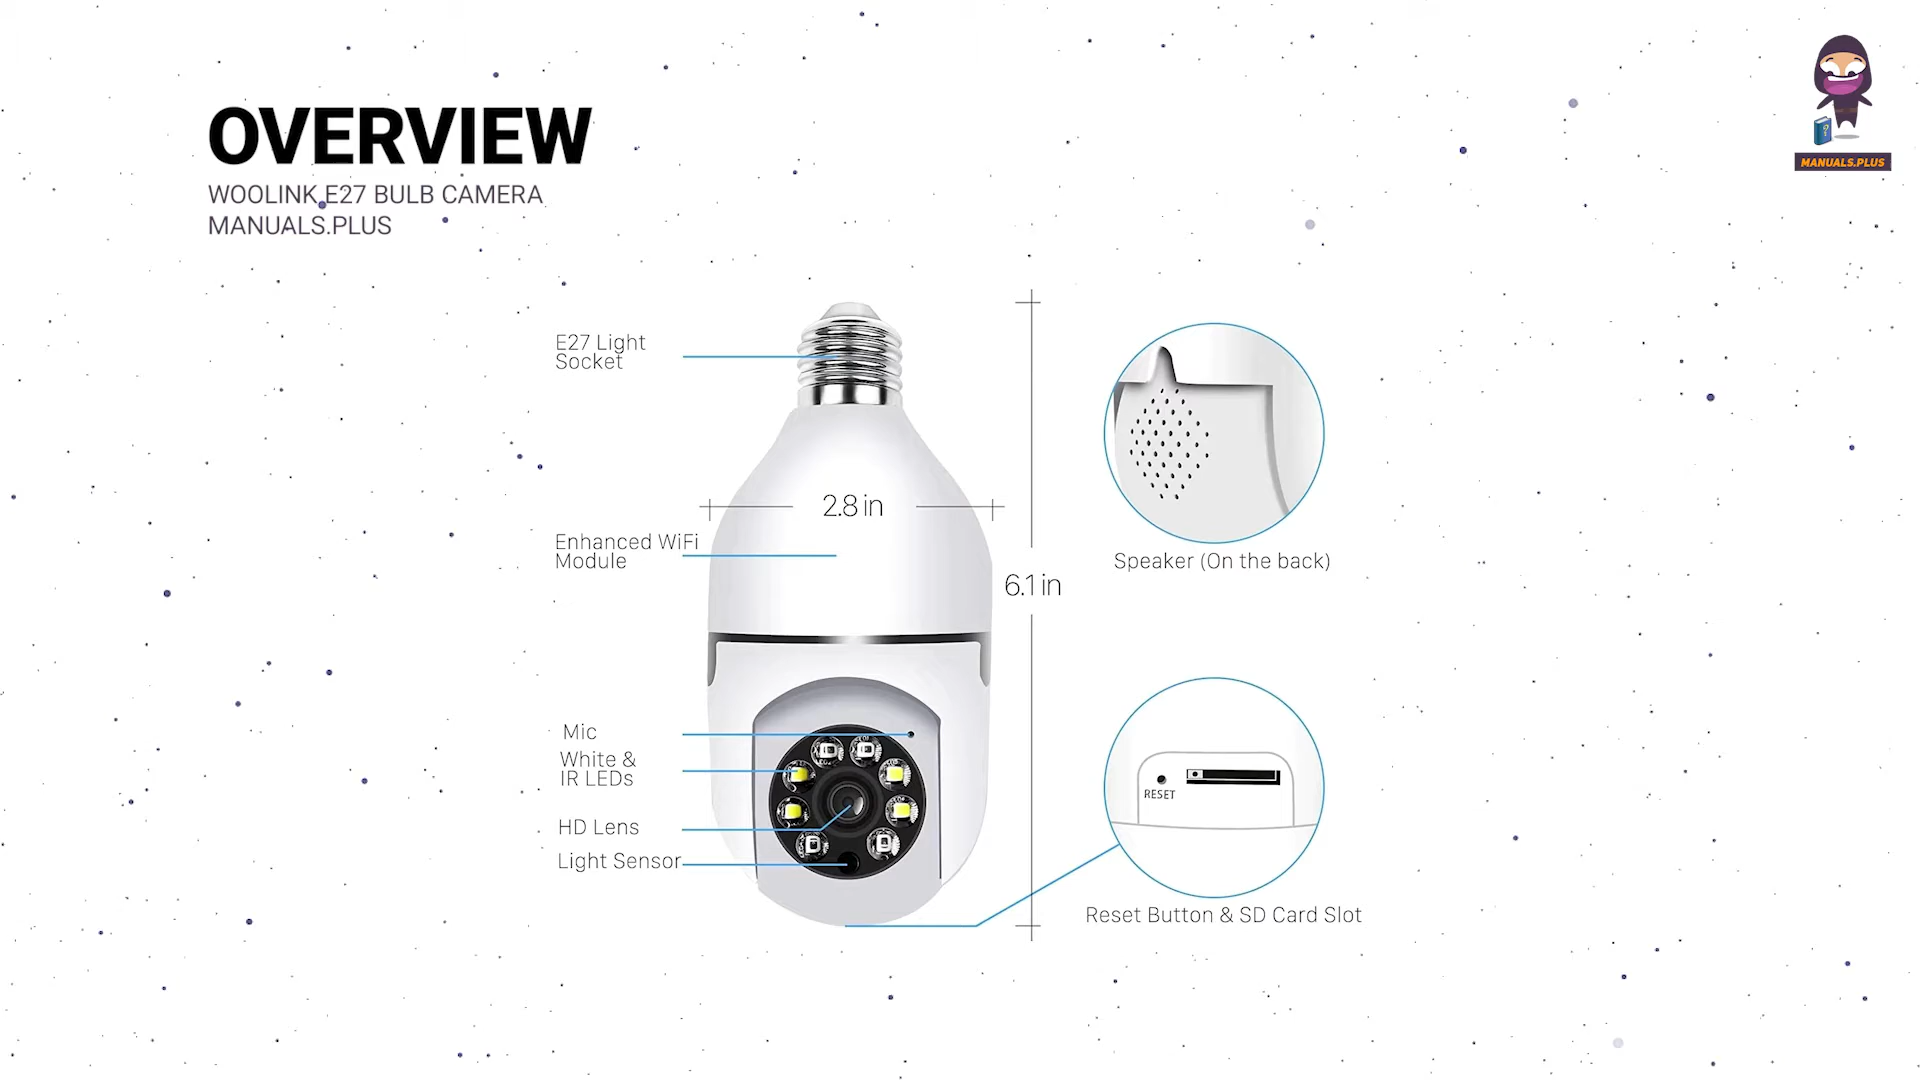 OVERVIEW
WOOLINK E27 BULB CAMERA
MANUALS.PLUS
MANUALS.PLUS
E27 Light
Socket
2.8 in
Enhanced WiFi
Module
6.1 in
Mic
White &
IR LEDs
HD Lens
Light Sensor
Speaker (On the back)
RESET
Reset Button & SD Card Slot